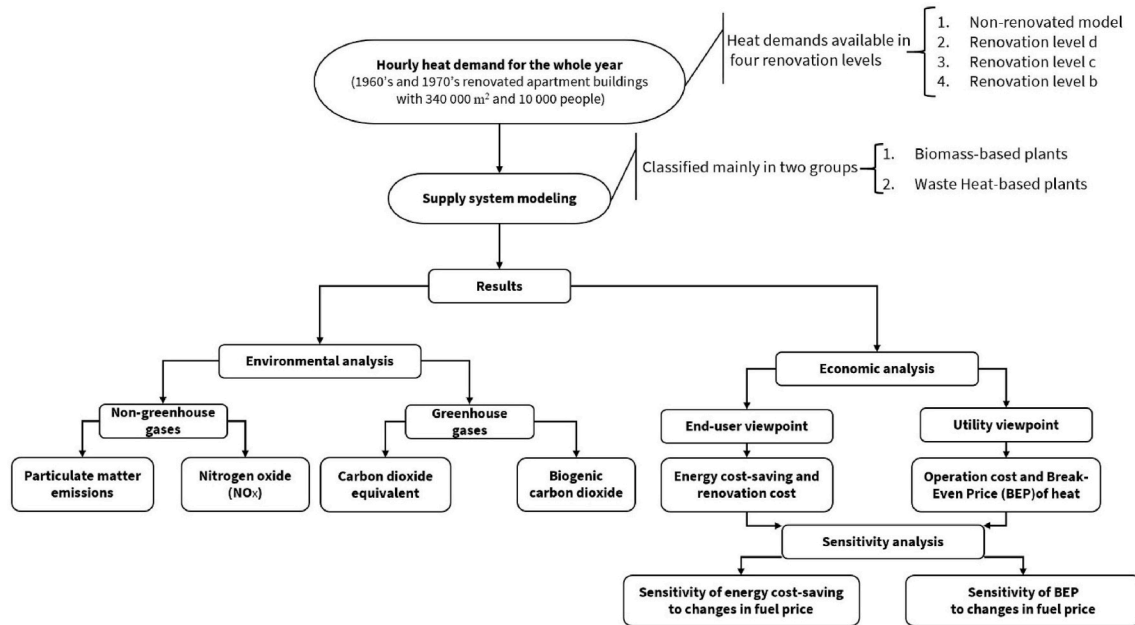 Hourly heat demand for the whole year
(1960's and 1970's renovated apartment buildings
with 340 000 m² and 10 000 people)
Heat demands available in
four renovation levels
1. Non-renovated model
2. Renovation level d
3. Renovation level c
4. Renovation level b
Supply system modeling
Classified mainly in two groups
1. Biomass-based plants
2. Waste Heat-based plants
Results
Environmental analysis
Economic analysis
Non-greenhouse
gases
Greenhouse
gases
End-user viewpoint
Utility viewpoint
Particulate matter
emissions
Nitrogen oxide
(NOx)
Carbon dioxide
equivalent
Biogenic
carbon dioxide
Energy cost-saving and
renovation cost
Operation cost and Break-
Even Price (BEP)of heat
Sensitivity analysis
Sensitivity of energy cost-saving
to changes in fuel price
Sensitivity of BEP
to changes in fuel price